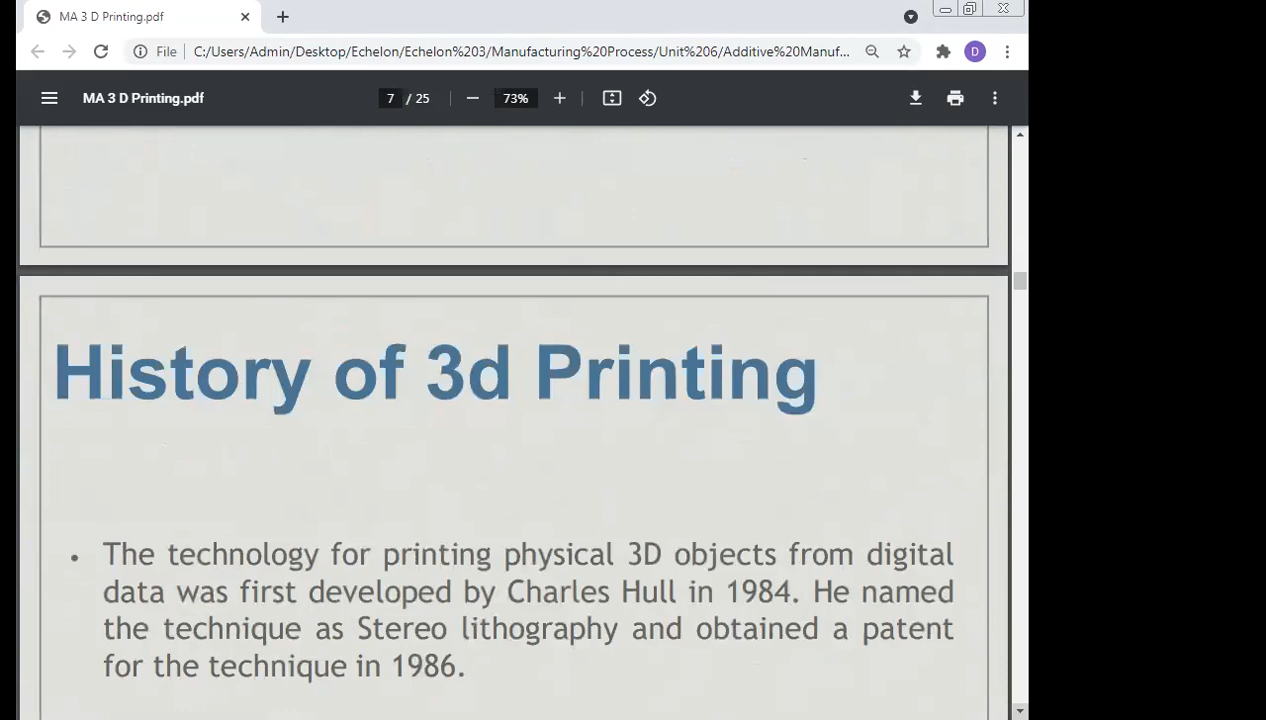 MA 3 D Printing.pdf
File C:/Users/Admin/Desktop/Echelon/Echelon%203/Manufacturing%20Process/Unit%206/Additive%20Manuf... D
MA 3 D Printing.pdf 7 / 25 73%
History of 3d Printing
• The technology for printing physical 3D objects from digital
data was first developed by Charles Hull in 1984. He named
the technique as Stereo lithography and obtained a patent
for the technique in 1986.